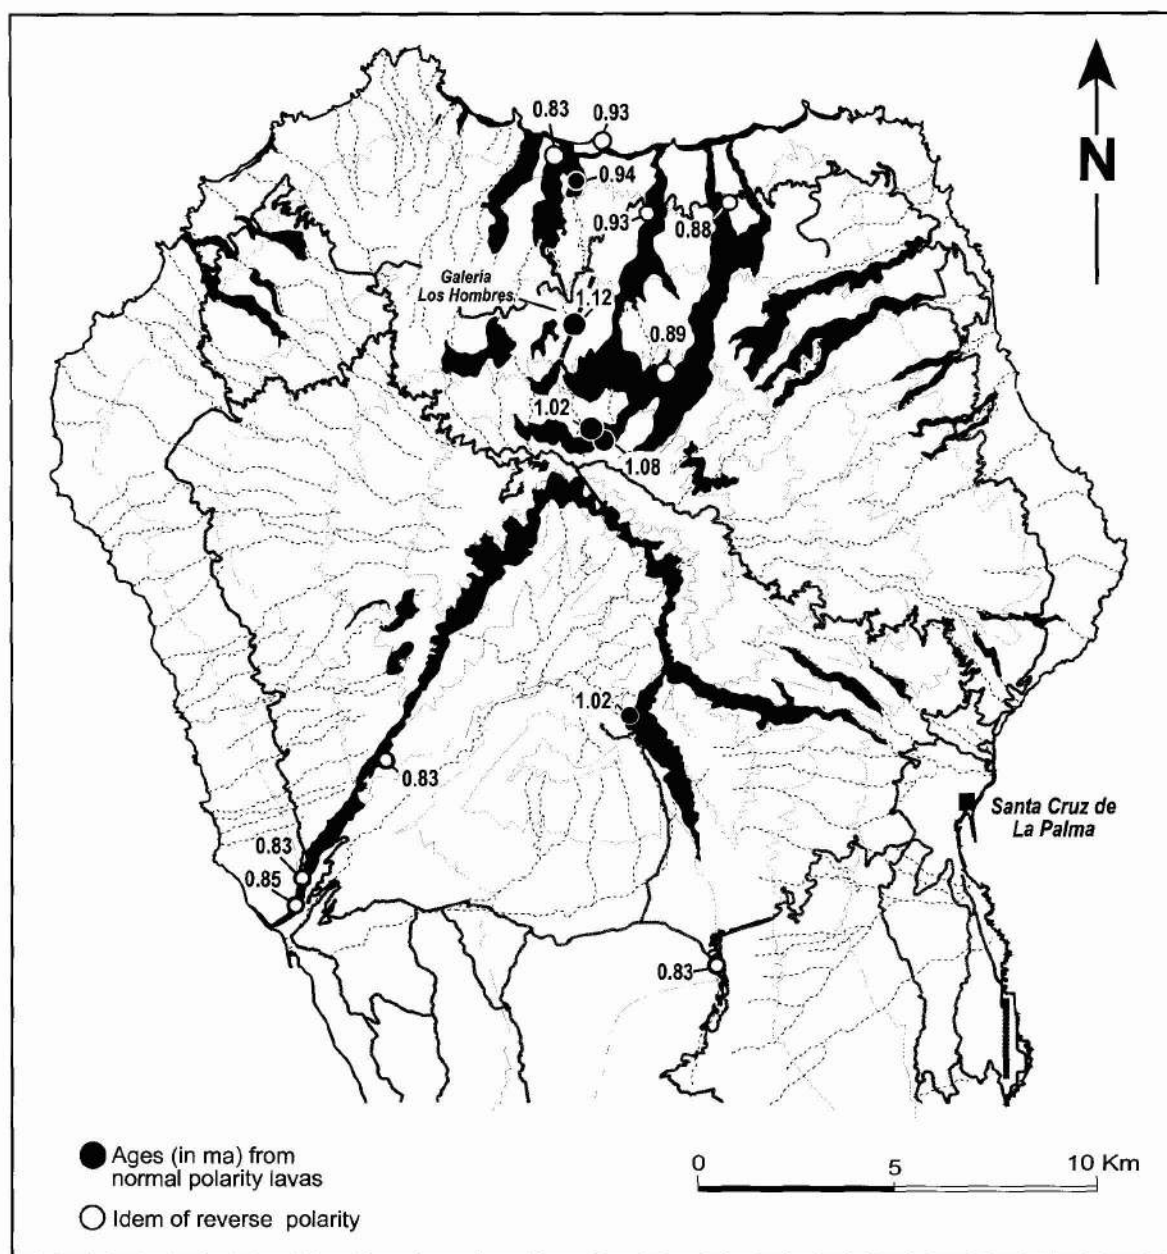 0.83
0.93
N
0.94
0.93
0.88
Galeria
Los Hombres
1.12
0.89
1.02
1.08
1.02
0.83
Santa Cruz de
La Palma
0.83
0.85
0.83
Ages (in ma) from
normal polarity lavas
0 5 10 Km
Idem of reverse polarity